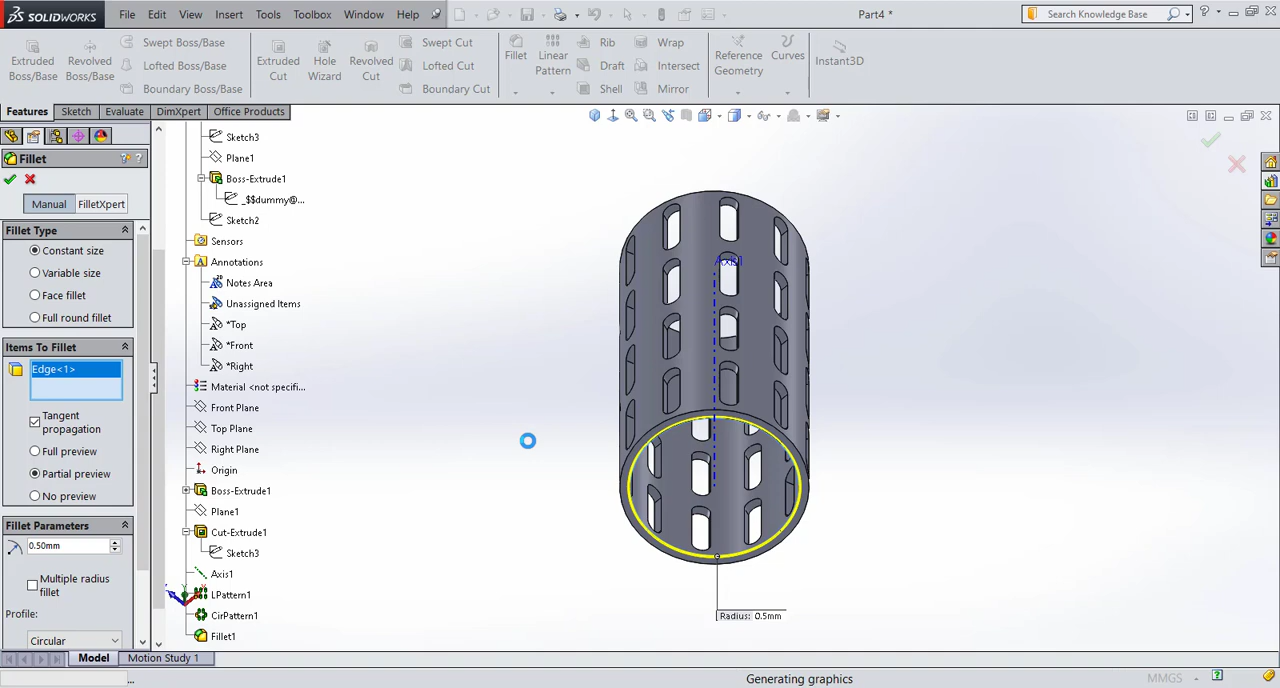 SOLIDWORKS
File Edit View Insert Tools Toolbox Window Help
Part4 *
Search Knowledge Base
Extruded Boss/Base
Revolved Boss/Base
Swept Boss/Base
Lofted Boss/Base
Boundary Boss/Base
Extruded Cut
Hole Wizard
Revolved Cut
Swept Cut
Lofted Cut
Boundary Cut
Fillet
Linear Pattern
Rib
Draft
Shell
Wrap
Intersect
Mirror
Reference Geometry
Curves
Instant3D
Features Sketch Evaluate DimXpert Office Products
Fillet
Manual FilletXpert
Fillet Type
Constant size
Variable size
Face fillet
Full round fillet
Items To Fillet
Edge<1>
Tangent
propagation
Full preview
Partial preview
No preview
Fillet Parameters
0.50mm
Multiple radius
fillet
Profile:
Circular
Sketch3
Plane1
Boss-Extrude1
_$$dummy@...
Sketch2
Sensors
Annotations
Notes Area
Unassigned Items
*Top
*Front
*Right
Material <not specifi...
Front Plane
Top Plane
Right Plane
Origin
Boss-Extrude1
Plane1
Cut-Extrude1
Sketch3
Axis1
LPattern1
CirPattern1
Fillet1
Axis1
Radius: 0.5mm
Model Motion Study 1
...
Generating graphics
MMGS